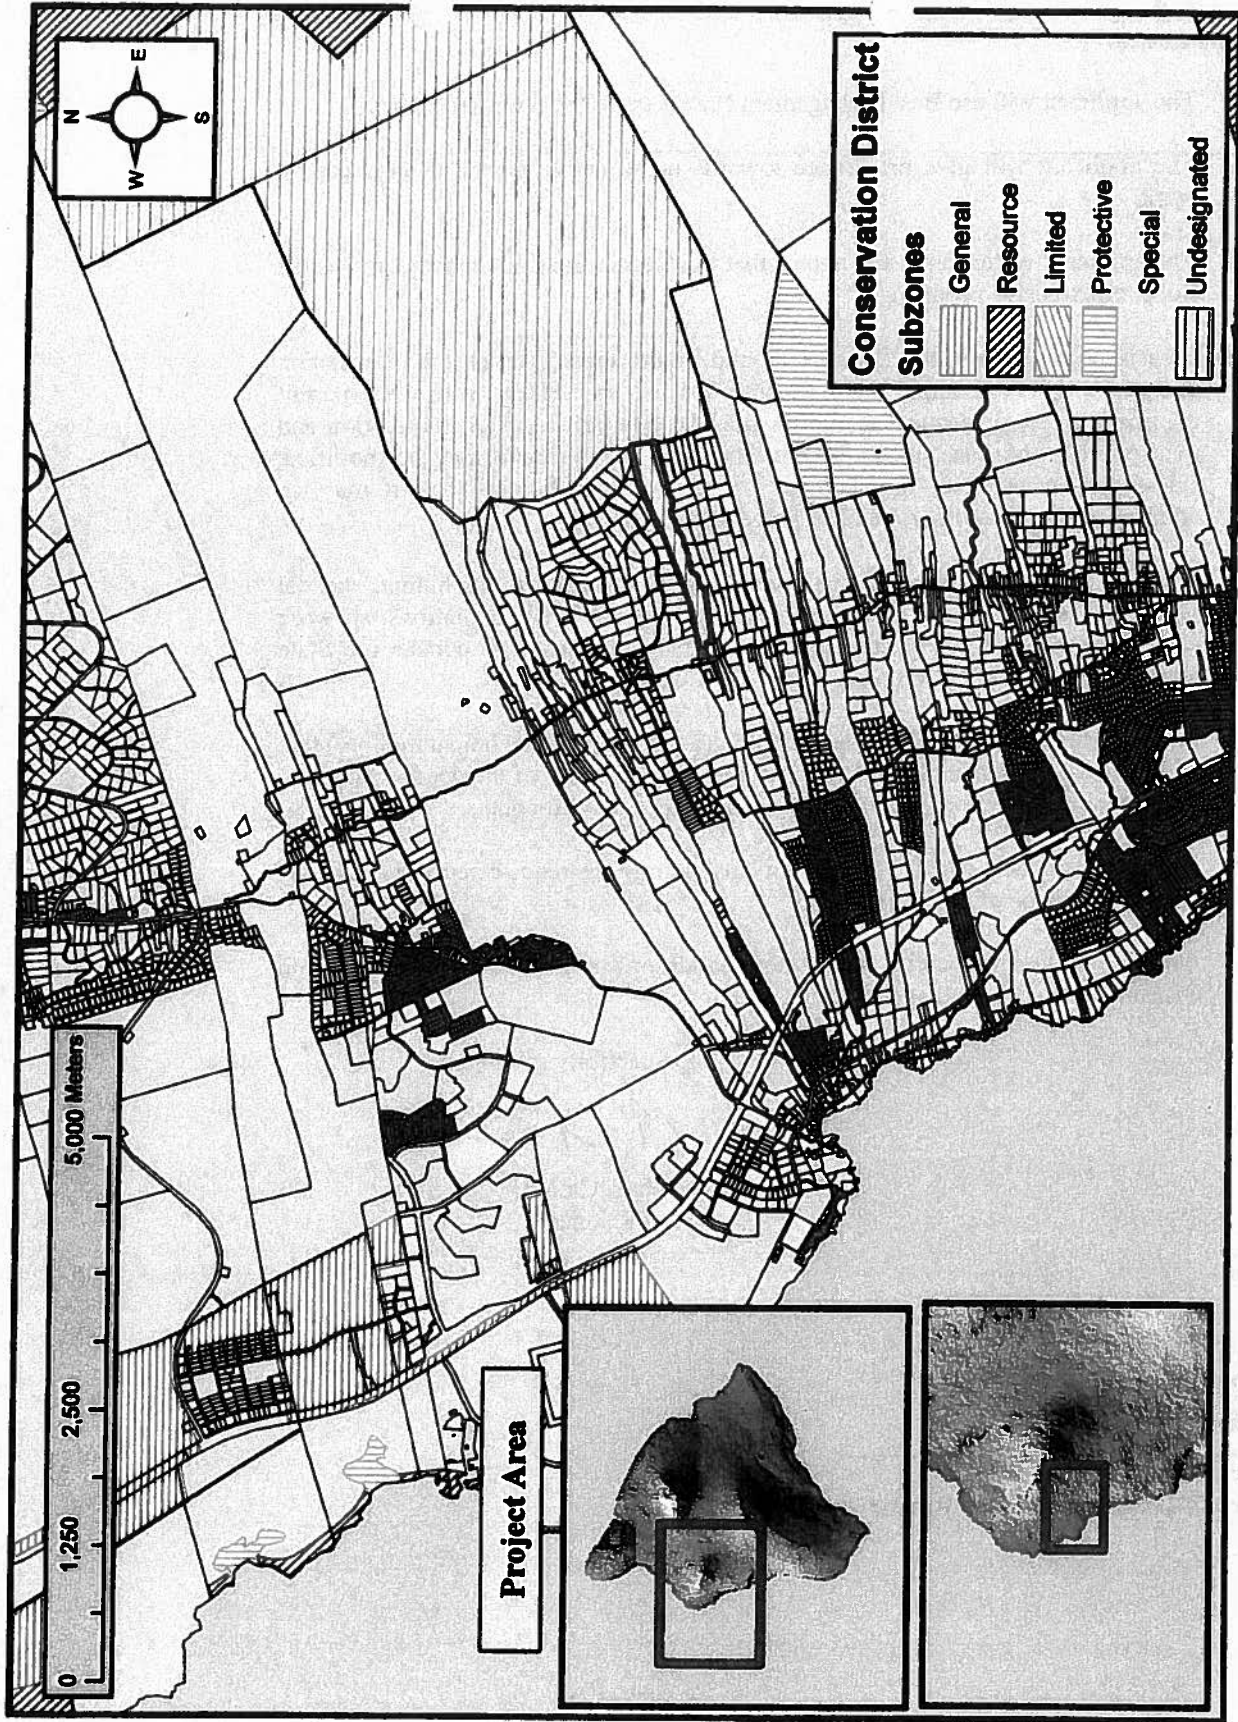 N
W
E
S
0
1,250
2,500
5,000 Meters
Project Area
Conservation District
Subzones
General
Resource
Limited
Protective
Special
Undesignated